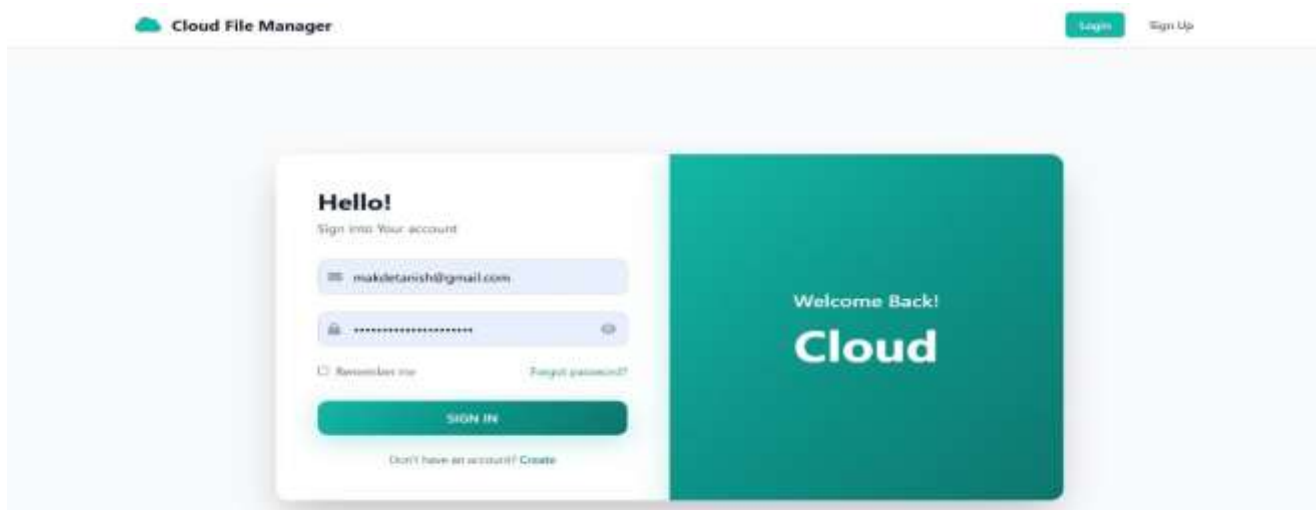 Cloud File Manager
Login Sign Up
Hello!
Sign into Your account
makdetanish@gmail.com
•••••••••••••••••••••
Remember me Forgot password?
SIGN IN
Don't have an account? Create
Welcome Back!
Cloud